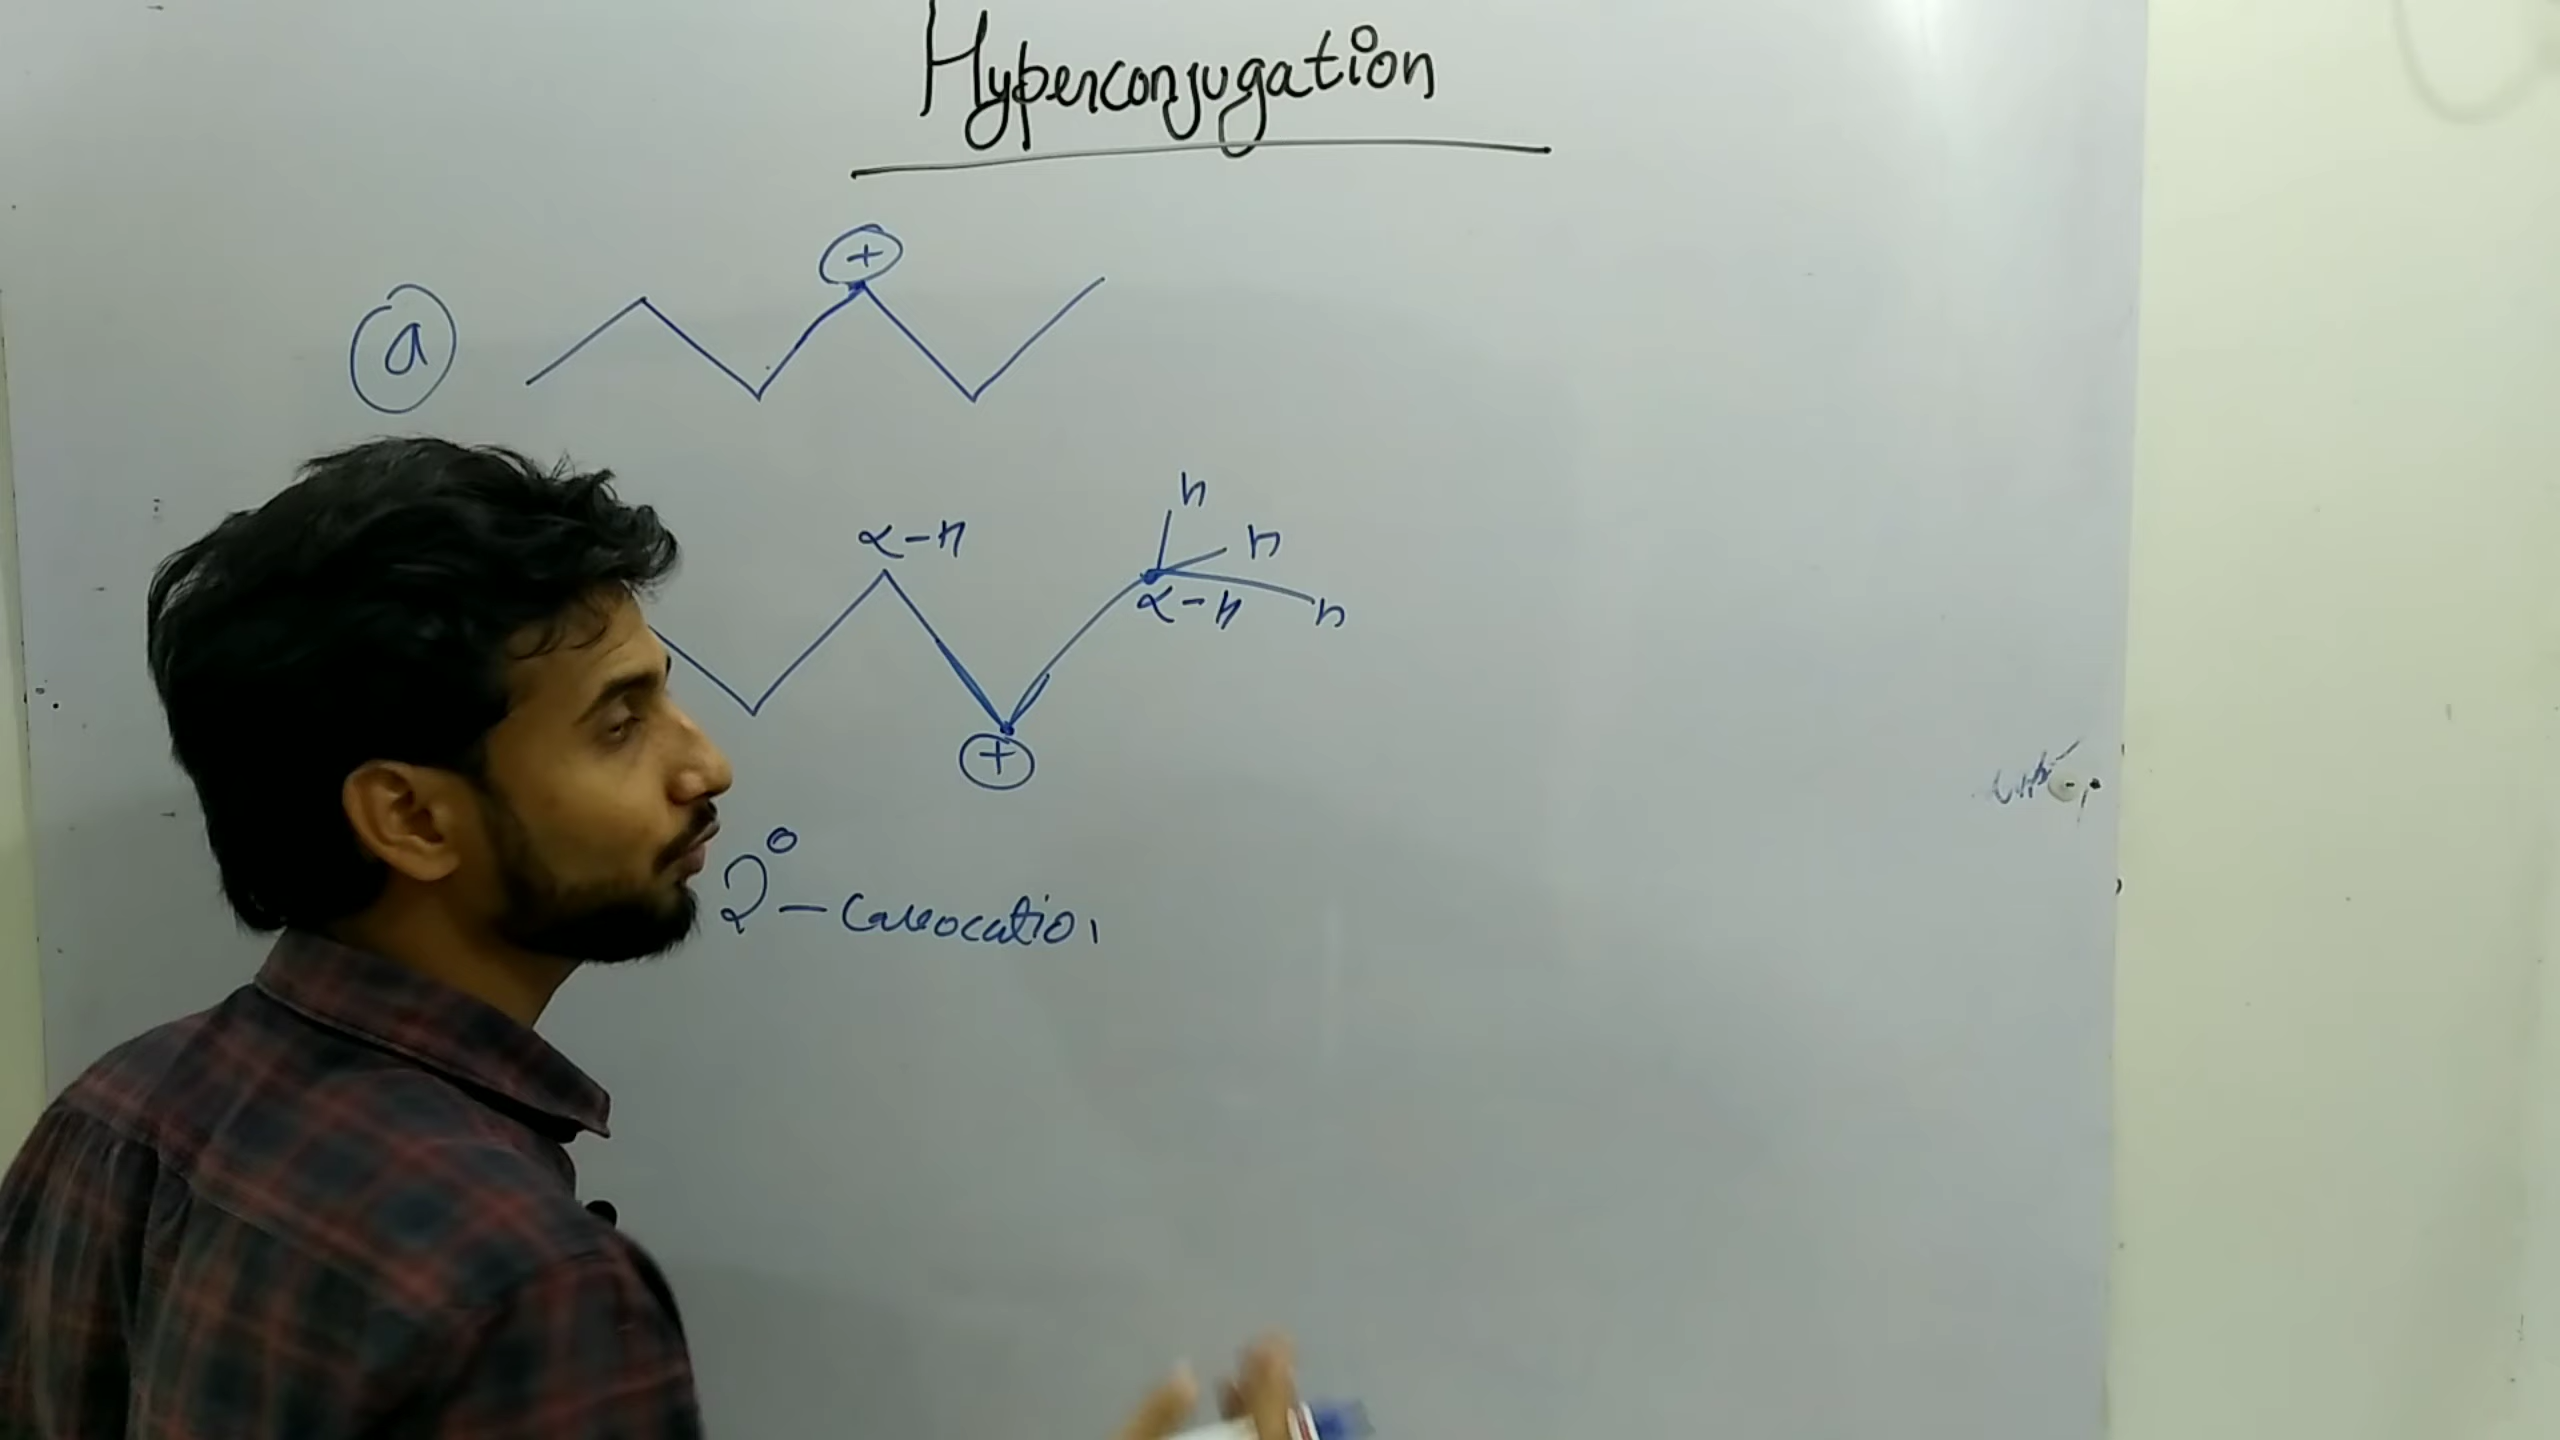 Hyperconjugation
+
a
H
α-H
H
α-H
H
+
2° - Carbocation